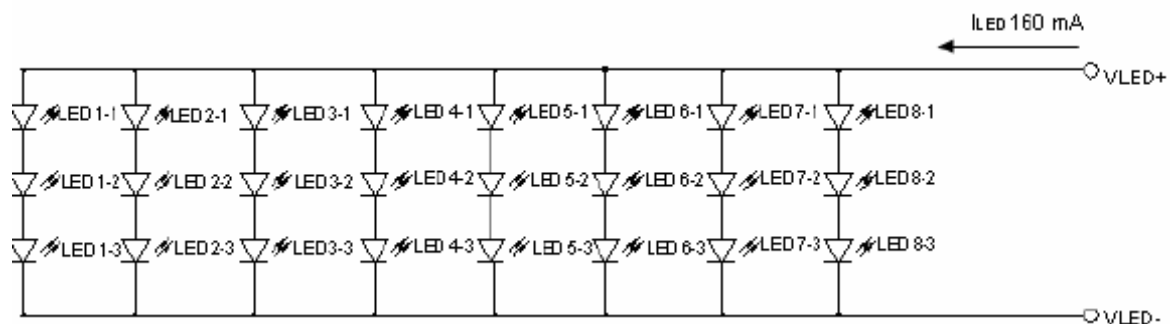 ILED 160 mA
VLED+
LED 1-1 LED 2-1 LED 3-1 LED 4-1 LED 5-1 LED 6-1 LED 7-1 LED 8-1
LED 1-2 LED 2-2 LED 3-2 LED 4-2 LED 5-2 LED 6-2 LED 7-2 LED 8-2
LED 1-3 LED 2-3 LED 3-3 LED 4-3 LED 5-3 LED 6-3 LED 7-3 LED 8-3
VLED-